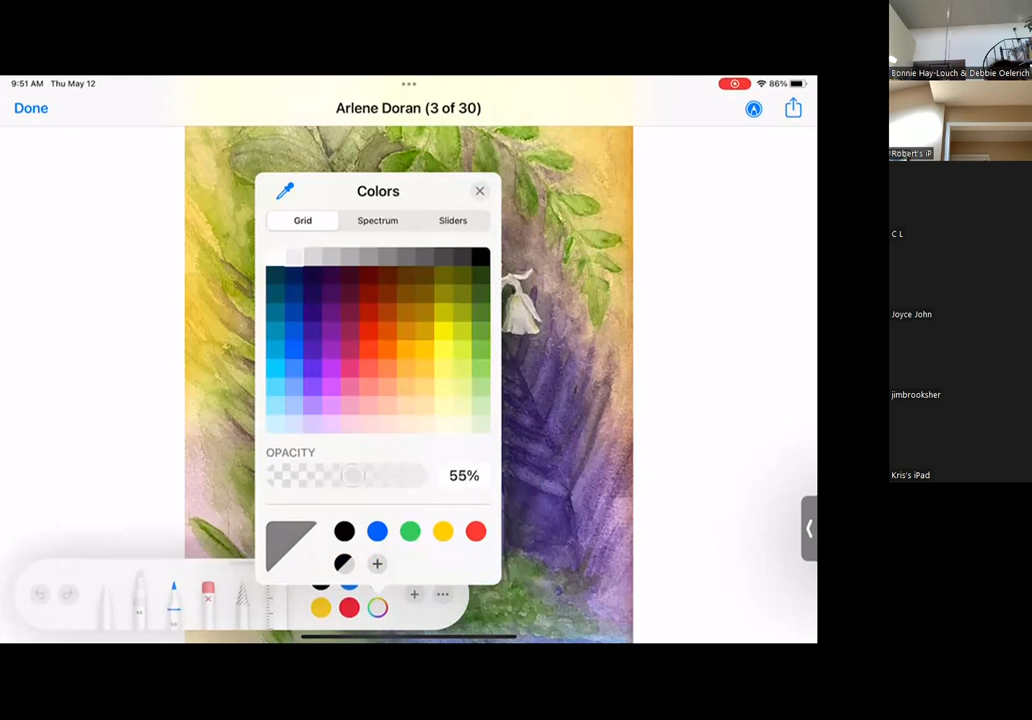 9:51 AM Thu May 12
86%
Done
Arlene Doran (3 of 30)
Colors
Grid
Spectrum
Sliders
OPACITY
55%
Bonnie Hay-Louch & Debbie Oelerich
Robert's iP
C L
Joyce John
jimbrooksher
Kris's iPad